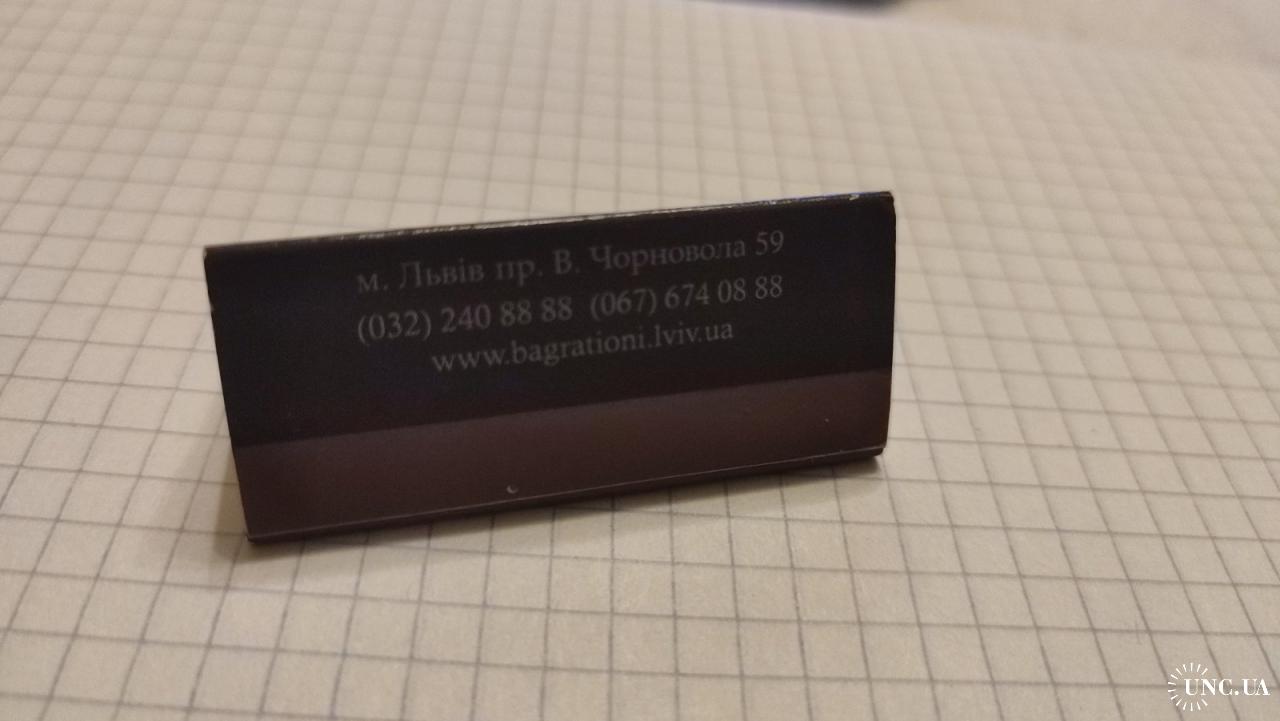 м. Львів пр. В. Чорновола 59
(032) 240 88 88 (067) 674 08 88
www.bagrationi.lviv.ua
UNC.UA